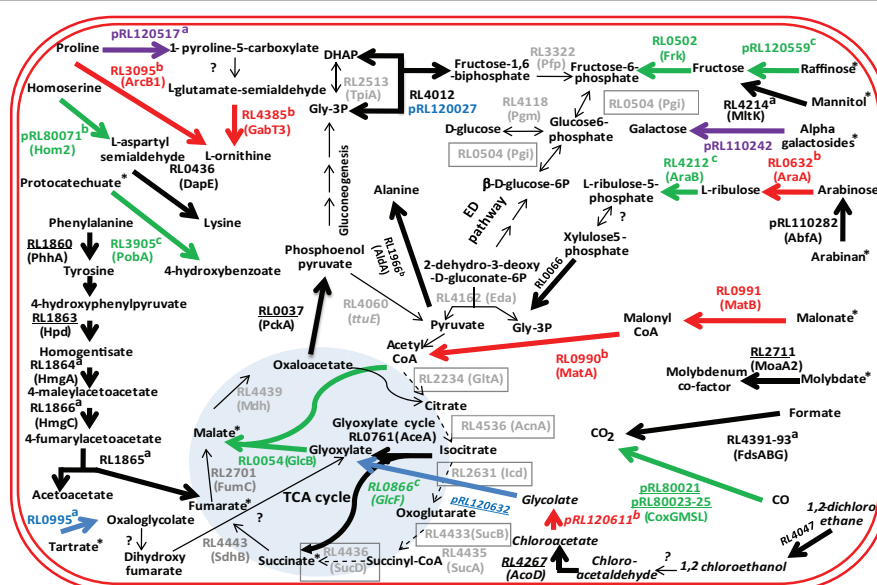 pRL120517a
Proline
1-pyroline-5-carboxylate
?
RL3095b
(ArcB1)
Lglutamate-semialdehyde
Homoserine
RL4385b
(GabT3)
pRL80071b
(Hom2)
L-aspartyl
semialdehyde
L-ornithine
RL0436
(DapE)
Protocatechuate*
Lysine
Phenylalanine
RL1860
(PhhA)
RL3905c
(PobA)
Tyrosine
4-hydroxybenzoate
4-hydroxyphenylpyruvate
RL1863
(Hpd)
Homogentisate
RL1864a
(HmgA)
4-maleylacetoacetate
RL1866a
(HmgC)
4-fumarylacetoacetate
RL1865a
Acetoacetate
RL0995a
Tartrate*
Oxaloglycolate
?
Dihydroxy
fumarate
DHAP
RL2513
(TpiA)
Gly-3P
RL4012
pRL120027
Gluconeogenesis
Fructose-1,6
-biphosphate
RL3322
(Pfp)
Fructose-6-
phosphate
RL0502
(Frk)
Fructose
pRL120559c
Raffinose*
RL4214a
(MltK)
Mannitol*
RL4118
(Pgm)
RL0504 (Pgi)
D-glucose
Glucose6-
phosphate
RL0504 (Pgi)
Galactose
pRL110242
Alpha
galactosides*
β-D-glucose-6P
ED
pathway
L-ribulose-5-
phosphate
RL4212c
(AraB)
L-ribulose
RL0632b
(AraA)
Arabinose
?
pRL110282
(AbfA)
Arabinan*
Xylulose5-
phosphate
RL0066
Alanine
RL1966b
(AldA)
Phosphoenol
pyruvate
2-dehydro-3-deoxy
-D-gluconate-6P
RL4162 (Eda)
RL4060
(ttuE)
RL0037
(PckA)
Pyruvate
Gly-3P
Acetyl
CoA
RL0990b
(MatA)
Malonyl
CoA
RL0991
(MatB)
Malonate*
Oxaloacetate
RL2234 (GltA)
RL4439
(Mdh)
Citrate
Glyoxylate cycle
RL0761(AceA)
RL4536 (AcnA)
Malate*
Glyoxylate
Isocitrate
RL0054(GlcB)
RL2631 (Icd)
RL2701
(FumC)
RL0866c
(GlcF)
TCA cycle
pRL120632
Glycolate
Fumarate*
?
Oxoglutarate
pRL120611b
RL4443
(SdhB)
RL4433(SucB)
Chloroacetate
Succinate*
RL4436
(SucD)
Succinyl-CoA
RL4435
(SucA)
RL4267
(AcoD)
Chloro-
acetaldehyde
?
1,2 chloroethanol
RL4047
1,2-dichloro
ethane
RL2711
(MoaA2)
Molybdenum
co-factor
Molybdate*
Formate
CO2
RL4391-93a
(FdsABG)
pRL80021
pRL80023-25
(CoxGMSL)
CO